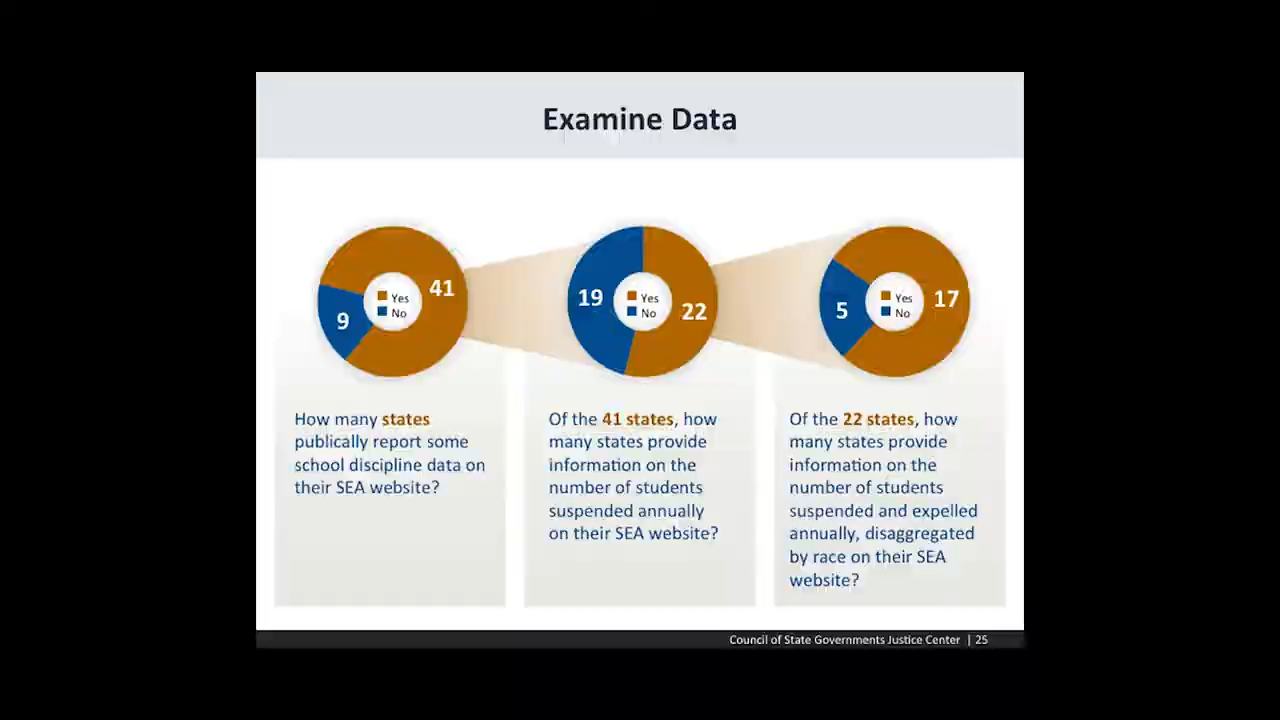 Examine Data
41
9
Yes
No
19
22
Yes
No
5
17
Yes
No
How many states
publically report some
school discipline data on
their SEA website?
Of the 41 states, how
many states provide
information on the
number of students
suspended annually
on their SEA website?
Of the 22 states, how
many states provide
information on the
number of students
suspended and expelled
annually, disaggregated
by race on their SEA
website?
Council of State Governments Justice Center | 25